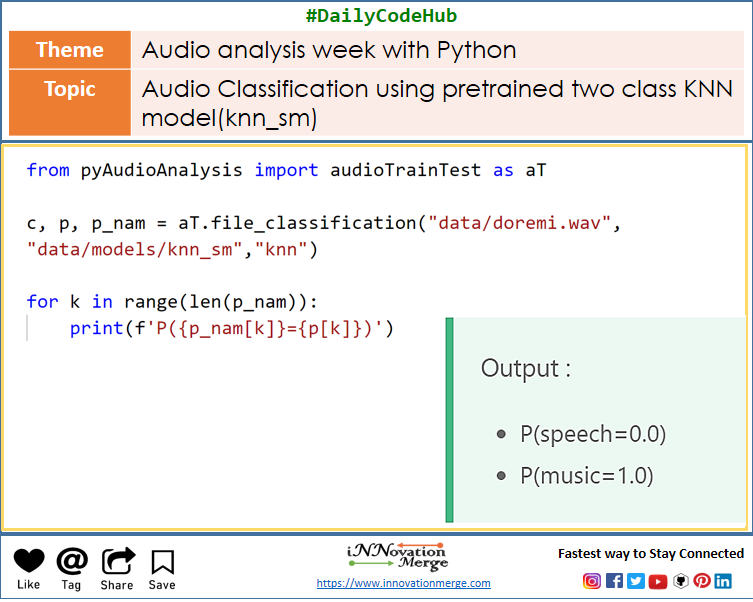 #DailyCodeHub
Theme
Audio analysis week with Python
Topic
Audio Classification using pretrained two class KNN
model(knn_sm)
from pyAudioAnalysis import audioTrainTest as aT
c, p, p_nam = aT.file_classification("data/doremi.wav",
"data/models/knn_sm","knn")
for k in range(len(p_nam)):
print(f'P({p_nam[k]}={p[k]})')
Output :
• P(speech=0.0)
• P(music=1.0)
Like
Tag
Share
Save
iNNovation
Merge
https://www.innovationmerge.com
Fastest way to Stay Connected